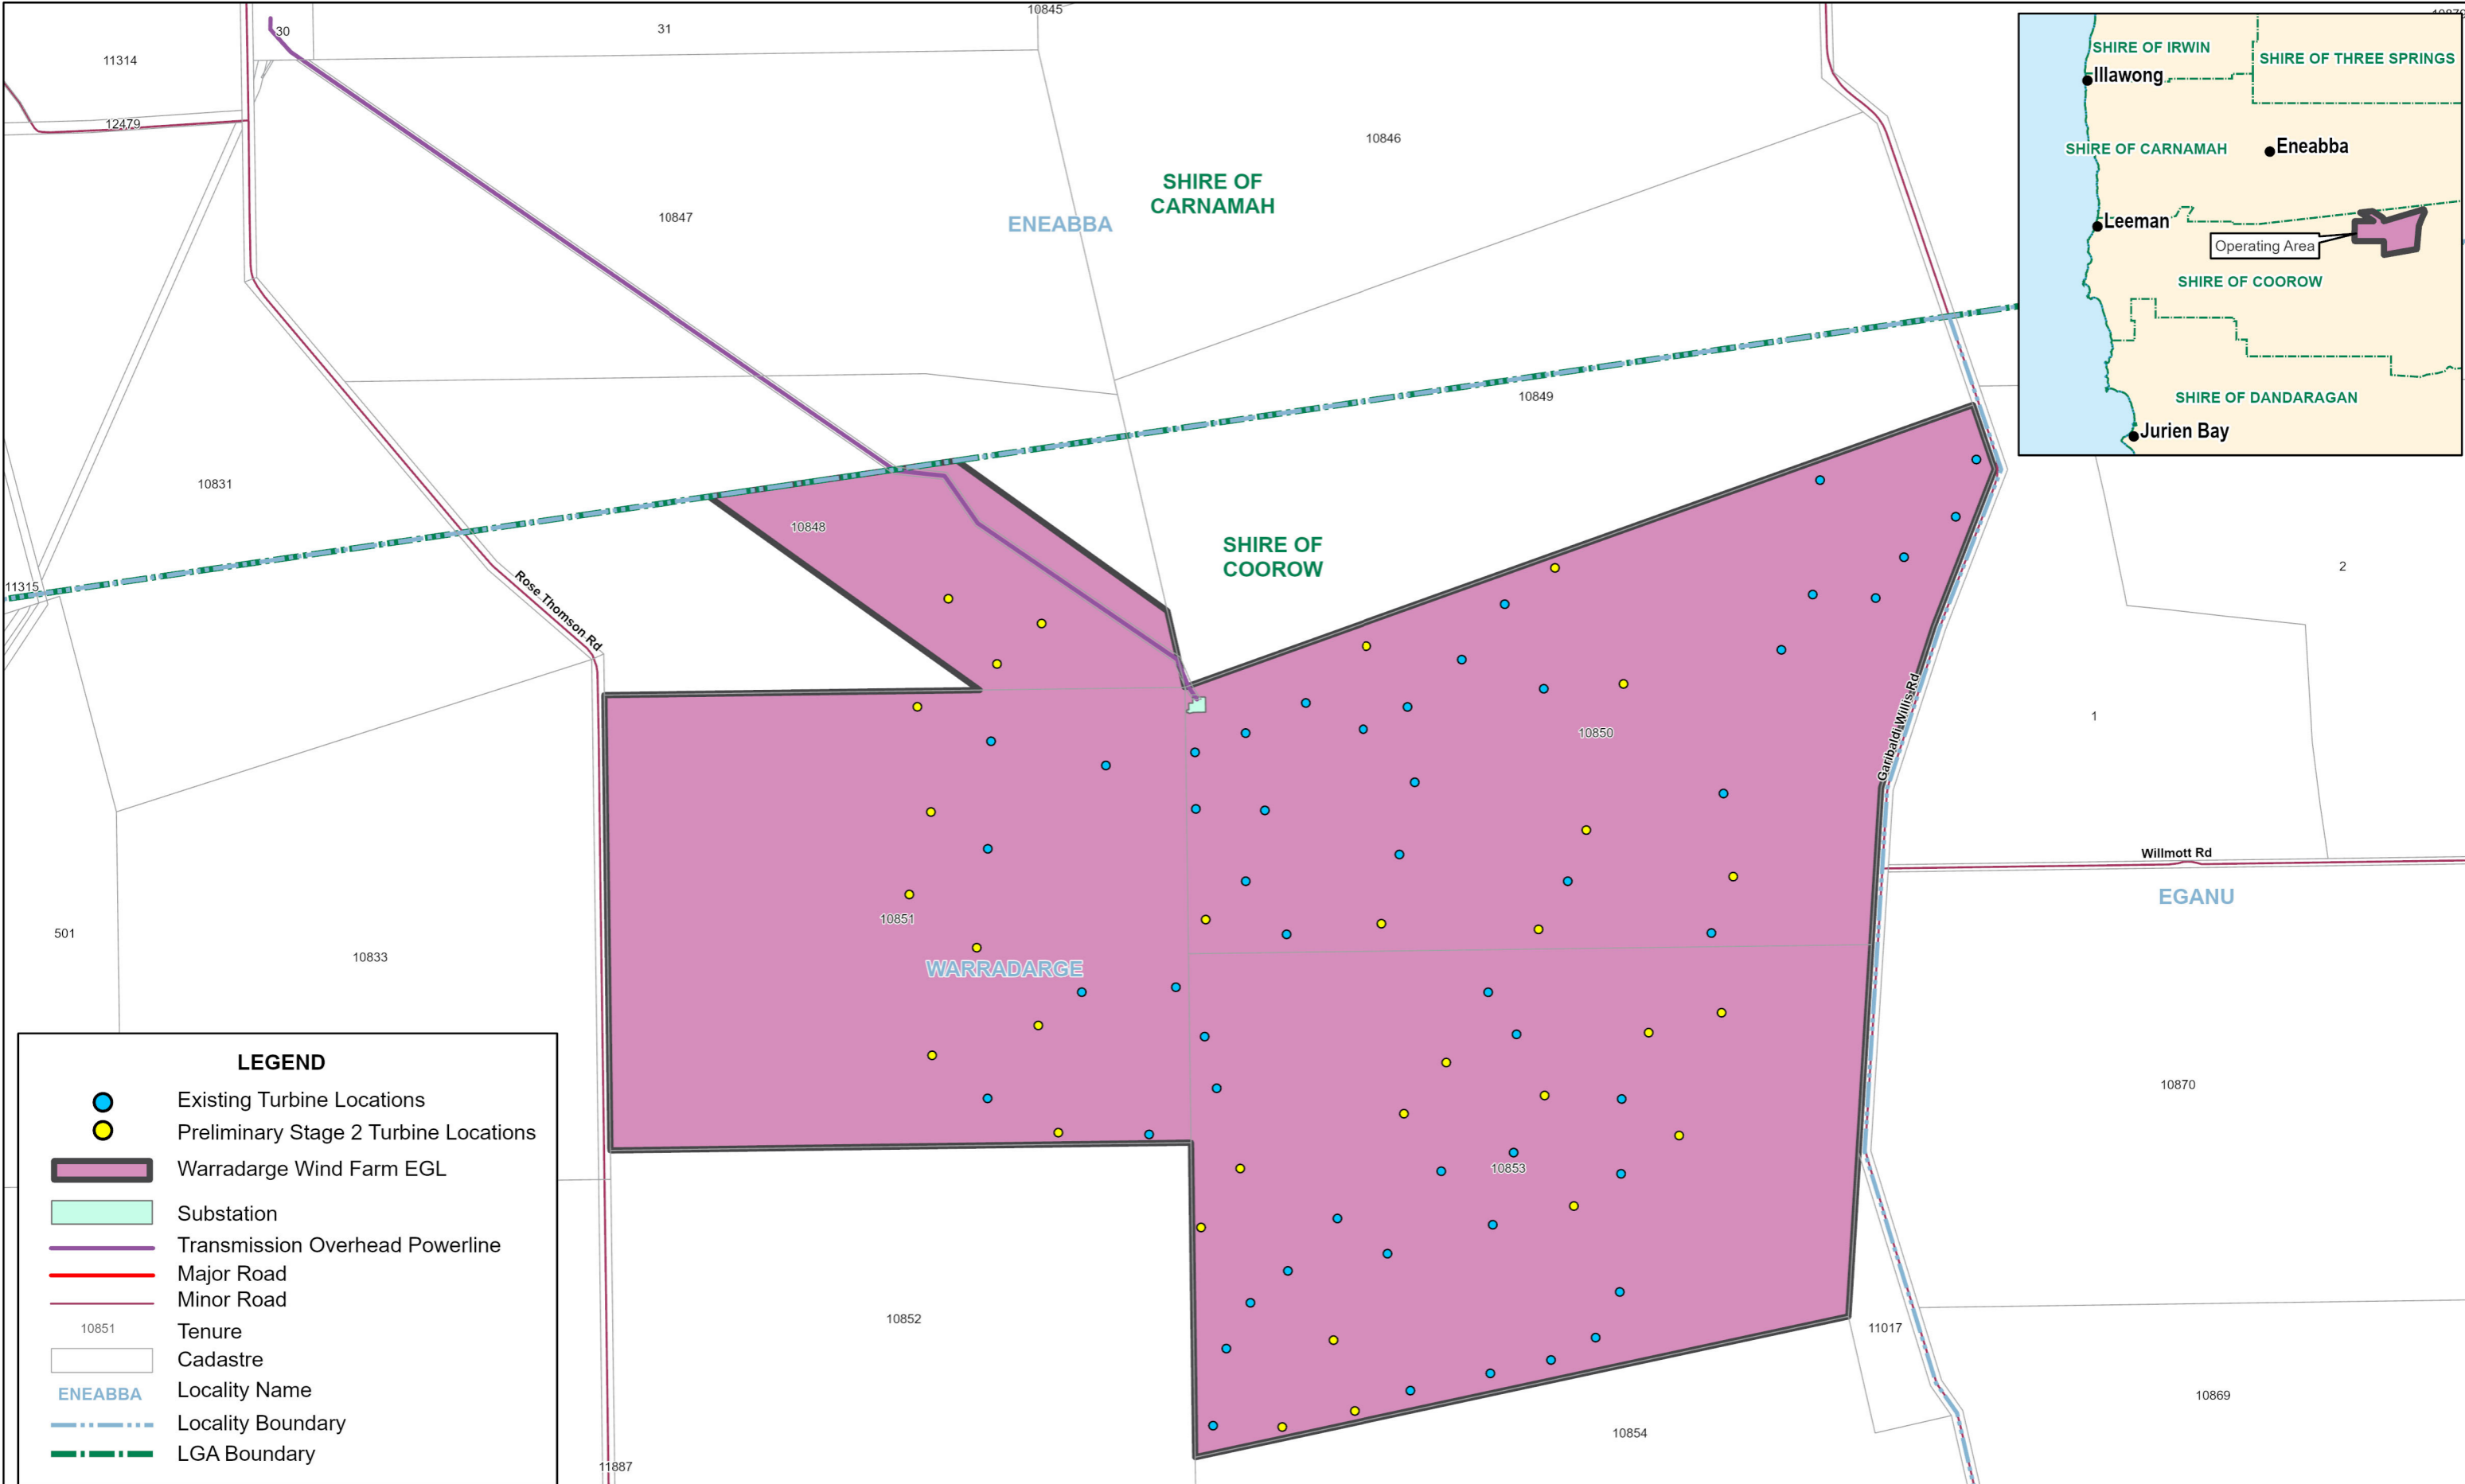 10845
30
31
11314
12479
10846
10847
SHIRE OF
CARNAMAH
ENEABBA
10849
10831
10848
SHIRE OF
COOROW
11315
Rose Thomson Rd
2
10850
1
Garibaldi Willis Rd
Willmott Rd
EGANU
10851
501
10833
WARRADARGE
10870
10853
10852
11017
10869
10854
11887
SHIRE OF IRWIN
SHIRE OF THREE SPRINGS
Illawong
SHIRE OF CARNAMAH
Eneabba
Leeman
Operating Area
SHIRE OF COOROW
SHIRE OF DANDARAGAN
Jurien Bay
LEGEND
Existing Turbine Locations
Preliminary Stage 2 Turbine Locations
Warradarge Wind Farm EGL
Substation
Transmission Overhead Powerline
Major Road
Minor Road
10851 Tenure
Cadastre
ENEABBA Locality Name
Locality Boundary
LGA Boundary